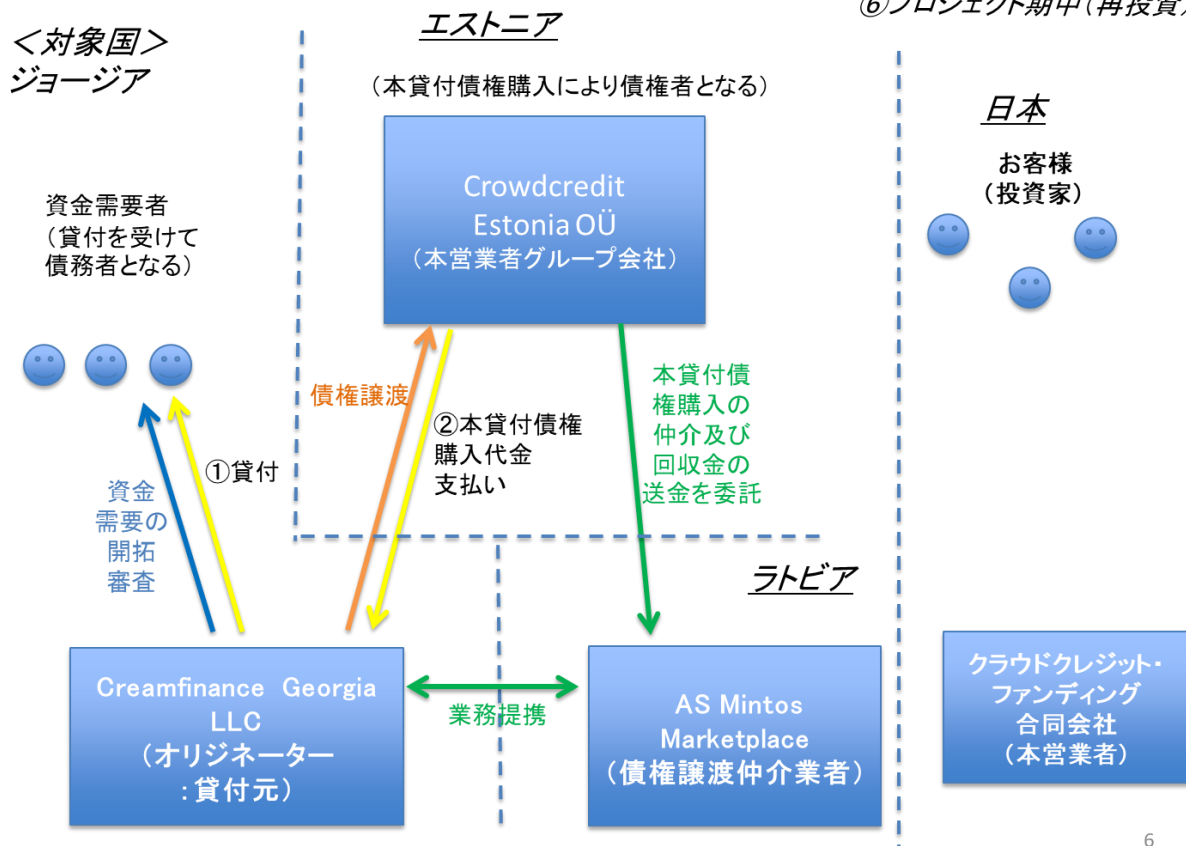 ⑥プロジェクト期中(再投資)
<対象国>
ジョージア
エストニア
(本貸付債権購入により債権者となる)
日本
お客様
(投資家)
資金需要者
(貸付を受けて
債務者となる)
Crowdcredit
Estonia OÜ
(本営業者グループ会社)
債権譲渡
②本貸付債権
購入代金
支払い
本貸付債
権購入の
仲介及び
回収金の
送金を委託
①貸付
資金
需要の
開拓
審査
ラトビア
Creamfinance Georgia
LLC
(オリジネーター
:貸付元)
業務提携
AS Mintos
Marketplace
(債権譲渡仲介業者)
クラウドクレジット・
ファンディング
合同会社
(本営業者)
6